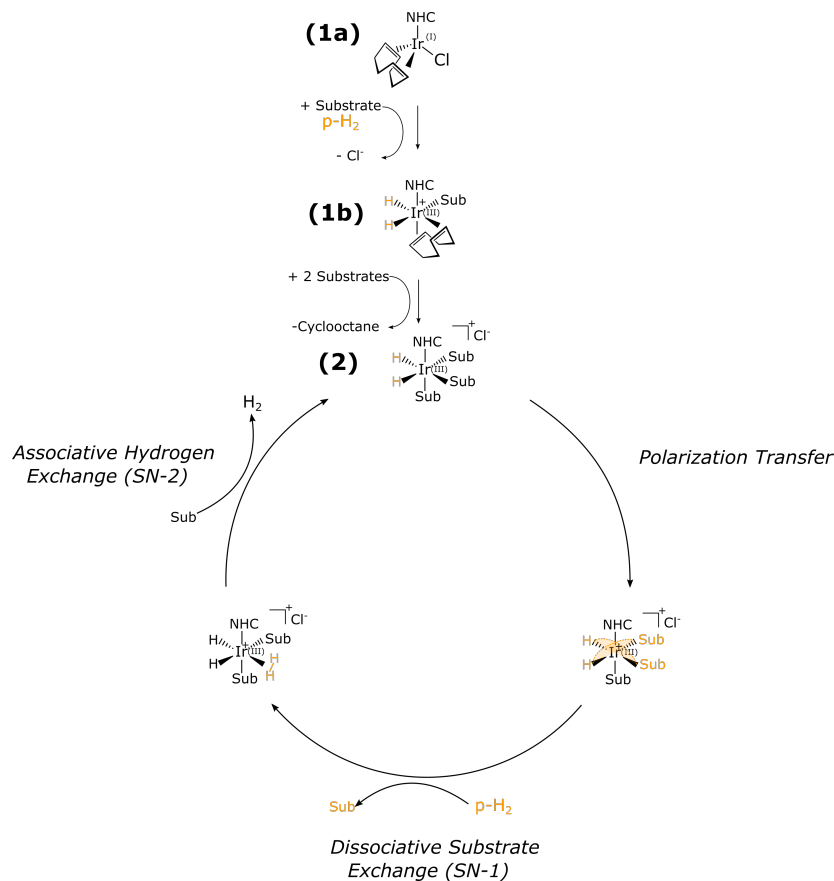 NHC
(1a)
Ir
(I)
Cl
+ Substrate
p-H2
- Cl-
NHC
(1b)
H
Ir
+
(III)
Sub
H
+ 2 Substrates
-Cyclooctane
+
Cl-
NHC
(2)
H
Sub
Ir
(III)
H
Sub
Sub
H2
Associative Hydrogen
Exchange (SN-2)
Sub
Polarization Transfer
+
Cl-
NHC
H
Sub
Ir
+
(III)
H
H
H
Sub
+
Cl-
NHC
H
Sub
Ir
+
(III)
H
Sub
Sub
Sub
p-H2
Dissociative Substrate
Exchange (SN-1)